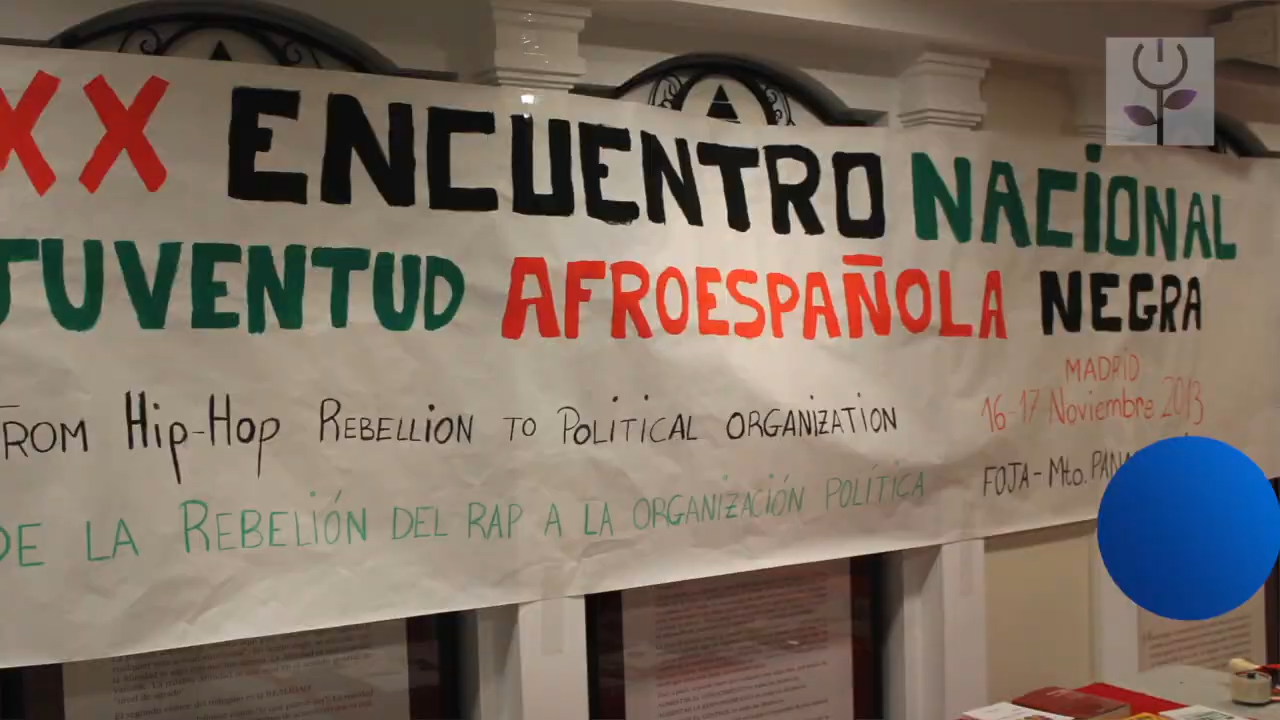 XX ENCUENTRO NACIONAL
JUVENTUD AFROESPAÑOLA NEGRA
FROM Hip-Hop REBELLION TO POLITICAL ORGANIZATION
DE LA REBELIÓN DEL RAP A LA ORGANIZACIÓN POLÍTICA
MADRID
16-17 Noviembre 2013
FOJA - Mto.